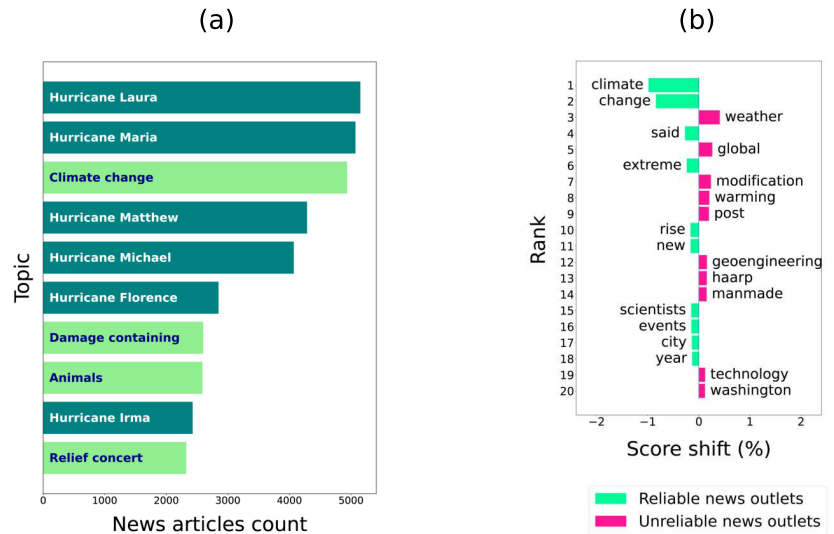 (a)
Topic
Hurricane Laura
Hurricane Maria
Climate change
Hurricane Matthew
Hurricane Michael
Hurricane Florence
Damage containing
Animals
Hurricane Irma
Relief concert
0 1000 2000 3000 4000 5000
News articles count
(b)
Rank
1 climate
2 change
3 weather
4 said
5 global
6 extreme
7 modification
8 warming
9 post
10 rise
11 new
12 geoengineering
13 haarp
14 manmade
15 scientists
16 events
17 city
18 year
19 technology
20 washington
−2 −1 0 1 2
Score shift (%)
Reliable news outlets
Unreliable news outlets